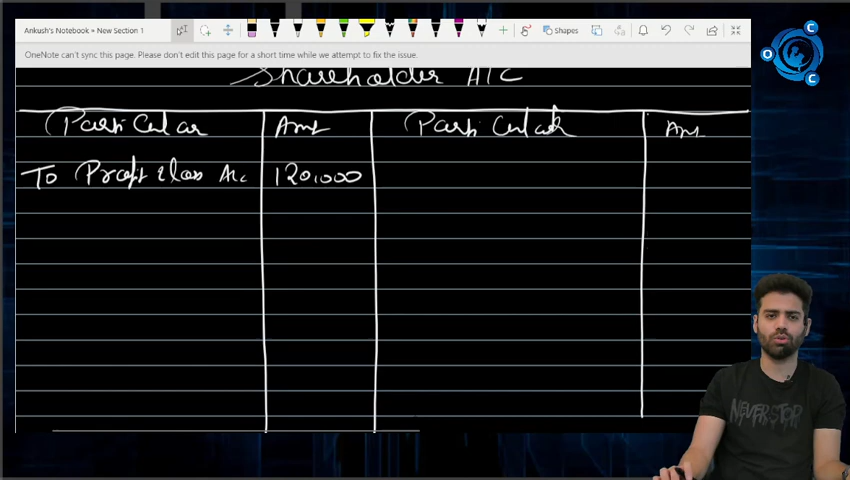 Ankush's Notebook » New Section 1
Shapes
OneNote can't sync this page. Please don't edit this page for a short time while we attempt to fix the issue.
Shareholder A/C
Particular Amt Particular Amt
To Profit & loss A/c 120,000
O C C
NEVER STOP